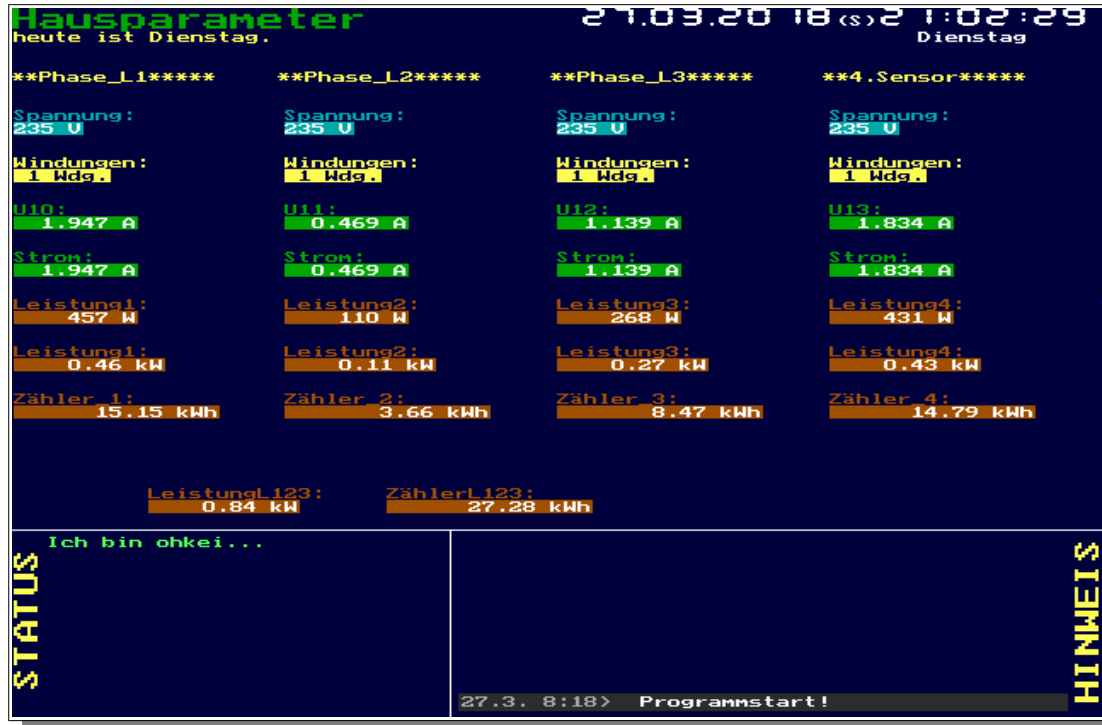 Hausparameter 27.03.2018(S)21:02:29
heute ist Dienstag. Dienstag
**Phase_L1***** **Phase_L2***** **Phase_L3***** **4.Sensor*****
Spannung: Spannung: Spannung: Spannung:
235 V 235 V 235 V 235 V
Windungen: Windungen: Windungen: Windungen:
1 Wdg. 1 Wdg. 1 Wdg. 1 Wdg.
U10: U11: U12: U13:
1.947 A 0.469 A 1.139 A 1.834 A
Strom: Strom: Strom: Strom:
1.947 A 0.469 A 1.139 A 1.834 A
Leistung1: Leistung2: Leistung3: Leistung4:
457 W 110 W 268 W 431 W
Leistung1: Leistung2: Leistung3: Leistung4:
0.46 kW 0.11 kW 0.27 kW 0.43 kW
Zähler_1: Zähler_2: Zähler_3: Zähler_4:
15.15 kWh 3.66 kWh 8.47 kWh 14.79 kWh
LeistungL123: ZählerL123:
0.84 kW 27.28 kWh
STATUS
Ich bin ohkei...
HINWEIS
27.3. 8:18> Programmstart!